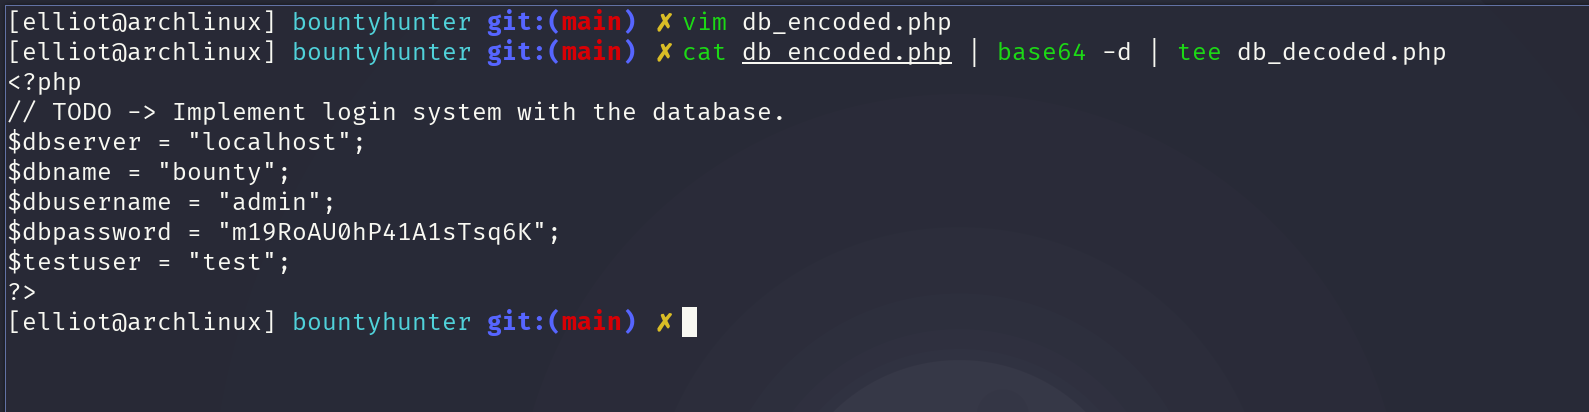 [elliot@archlinux] bountyhunter git:(main) ✗ vim db_encoded.php
[elliot@archlinux] bountyhunter git:(main) ✗ cat db_encoded.php | base64 -d | tee db_decoded.php
<?php
// TODO -> Implement login system with the database.
$dbserver = "localhost";
$dbname = "bounty";
$dbusername = "admin";
$dbpassword = "m19RoAU0hP41A1sTsq6K";
$testuser = "test";
?>
[elliot@archlinux] bountyhunter git:(main) ✗